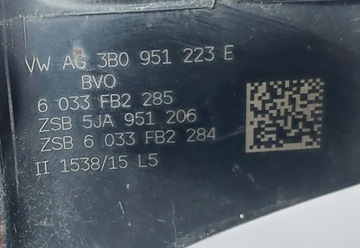 VW AG 3B0 951 223 E
BVO
6 033 FB2 285
ZSB 5JA 951 206
ZSB 6 033 FB2 284
II 1538/15 L5